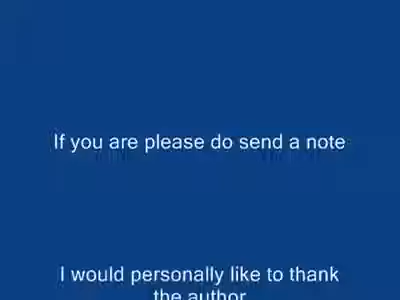 If you are please do send a note
I would personally like to thank
the author